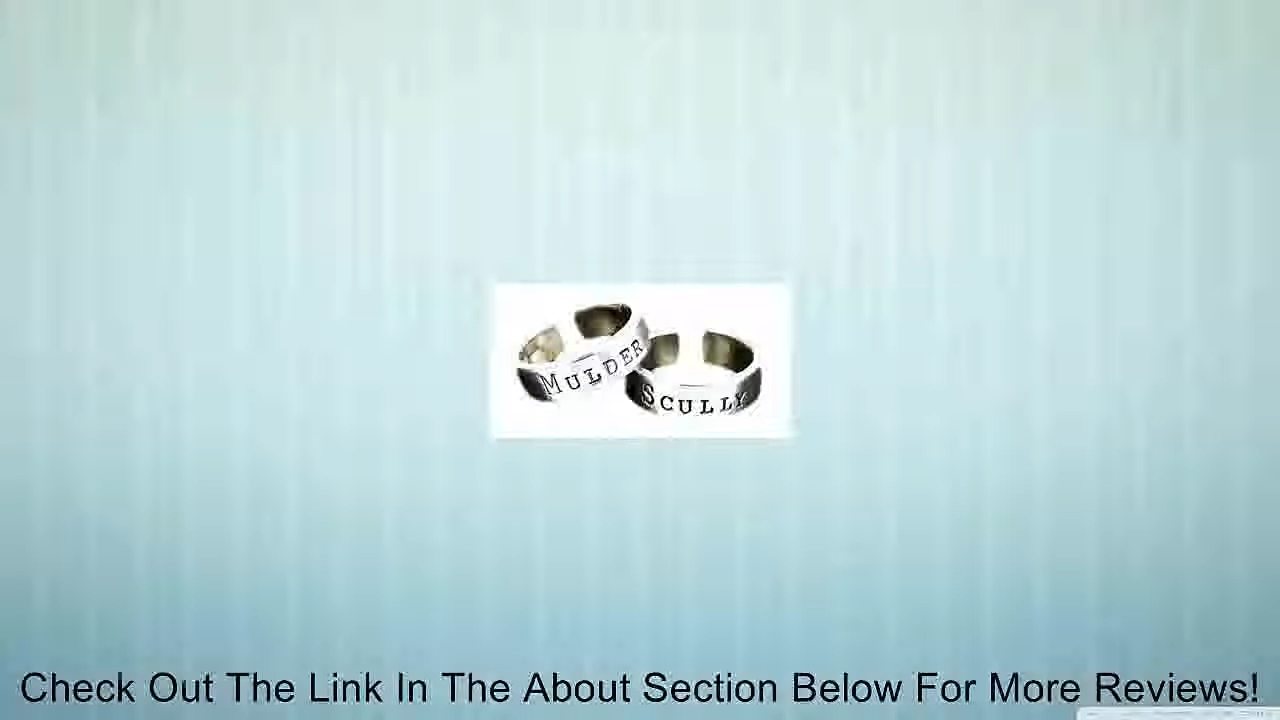 MULDER
SCULLY
Check Out The Link In The About Section Below For More Reviews!